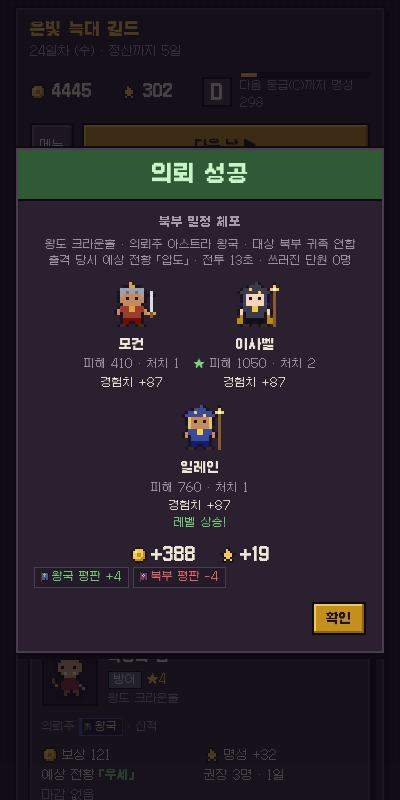 은빛 늑대 길드
24일차 (수) · 정산까지 5일
4445
302
D
다음 등급(C)까지 명성
298
메뉴
다음 날 ▶
의뢰 성공
북부 밀정 체포
왕도 크라운홀 · 의뢰주 아스트라 왕국 · 대상 북부 귀족 연합
출격 당시 예상 전황 「압도」 · 전투 13초 · 쓰러진 단원 0명
모건
피해 410 · 처치 1
경험치 +87
이사벨
★ 피해 1050 · 처치 2
경험치 +87
일레인
피해 760 · 처치 1
경험치 +87
레벨 상승!
+388
+19
왕국 평판 +4
북부 평판 -4
확인
방어 ★4
왕도 크라운홀
의뢰주 왕국 · 산적
보상 121
명성 +32
예상 전황 「우세」
권장 3명 · 1일
마감 없음